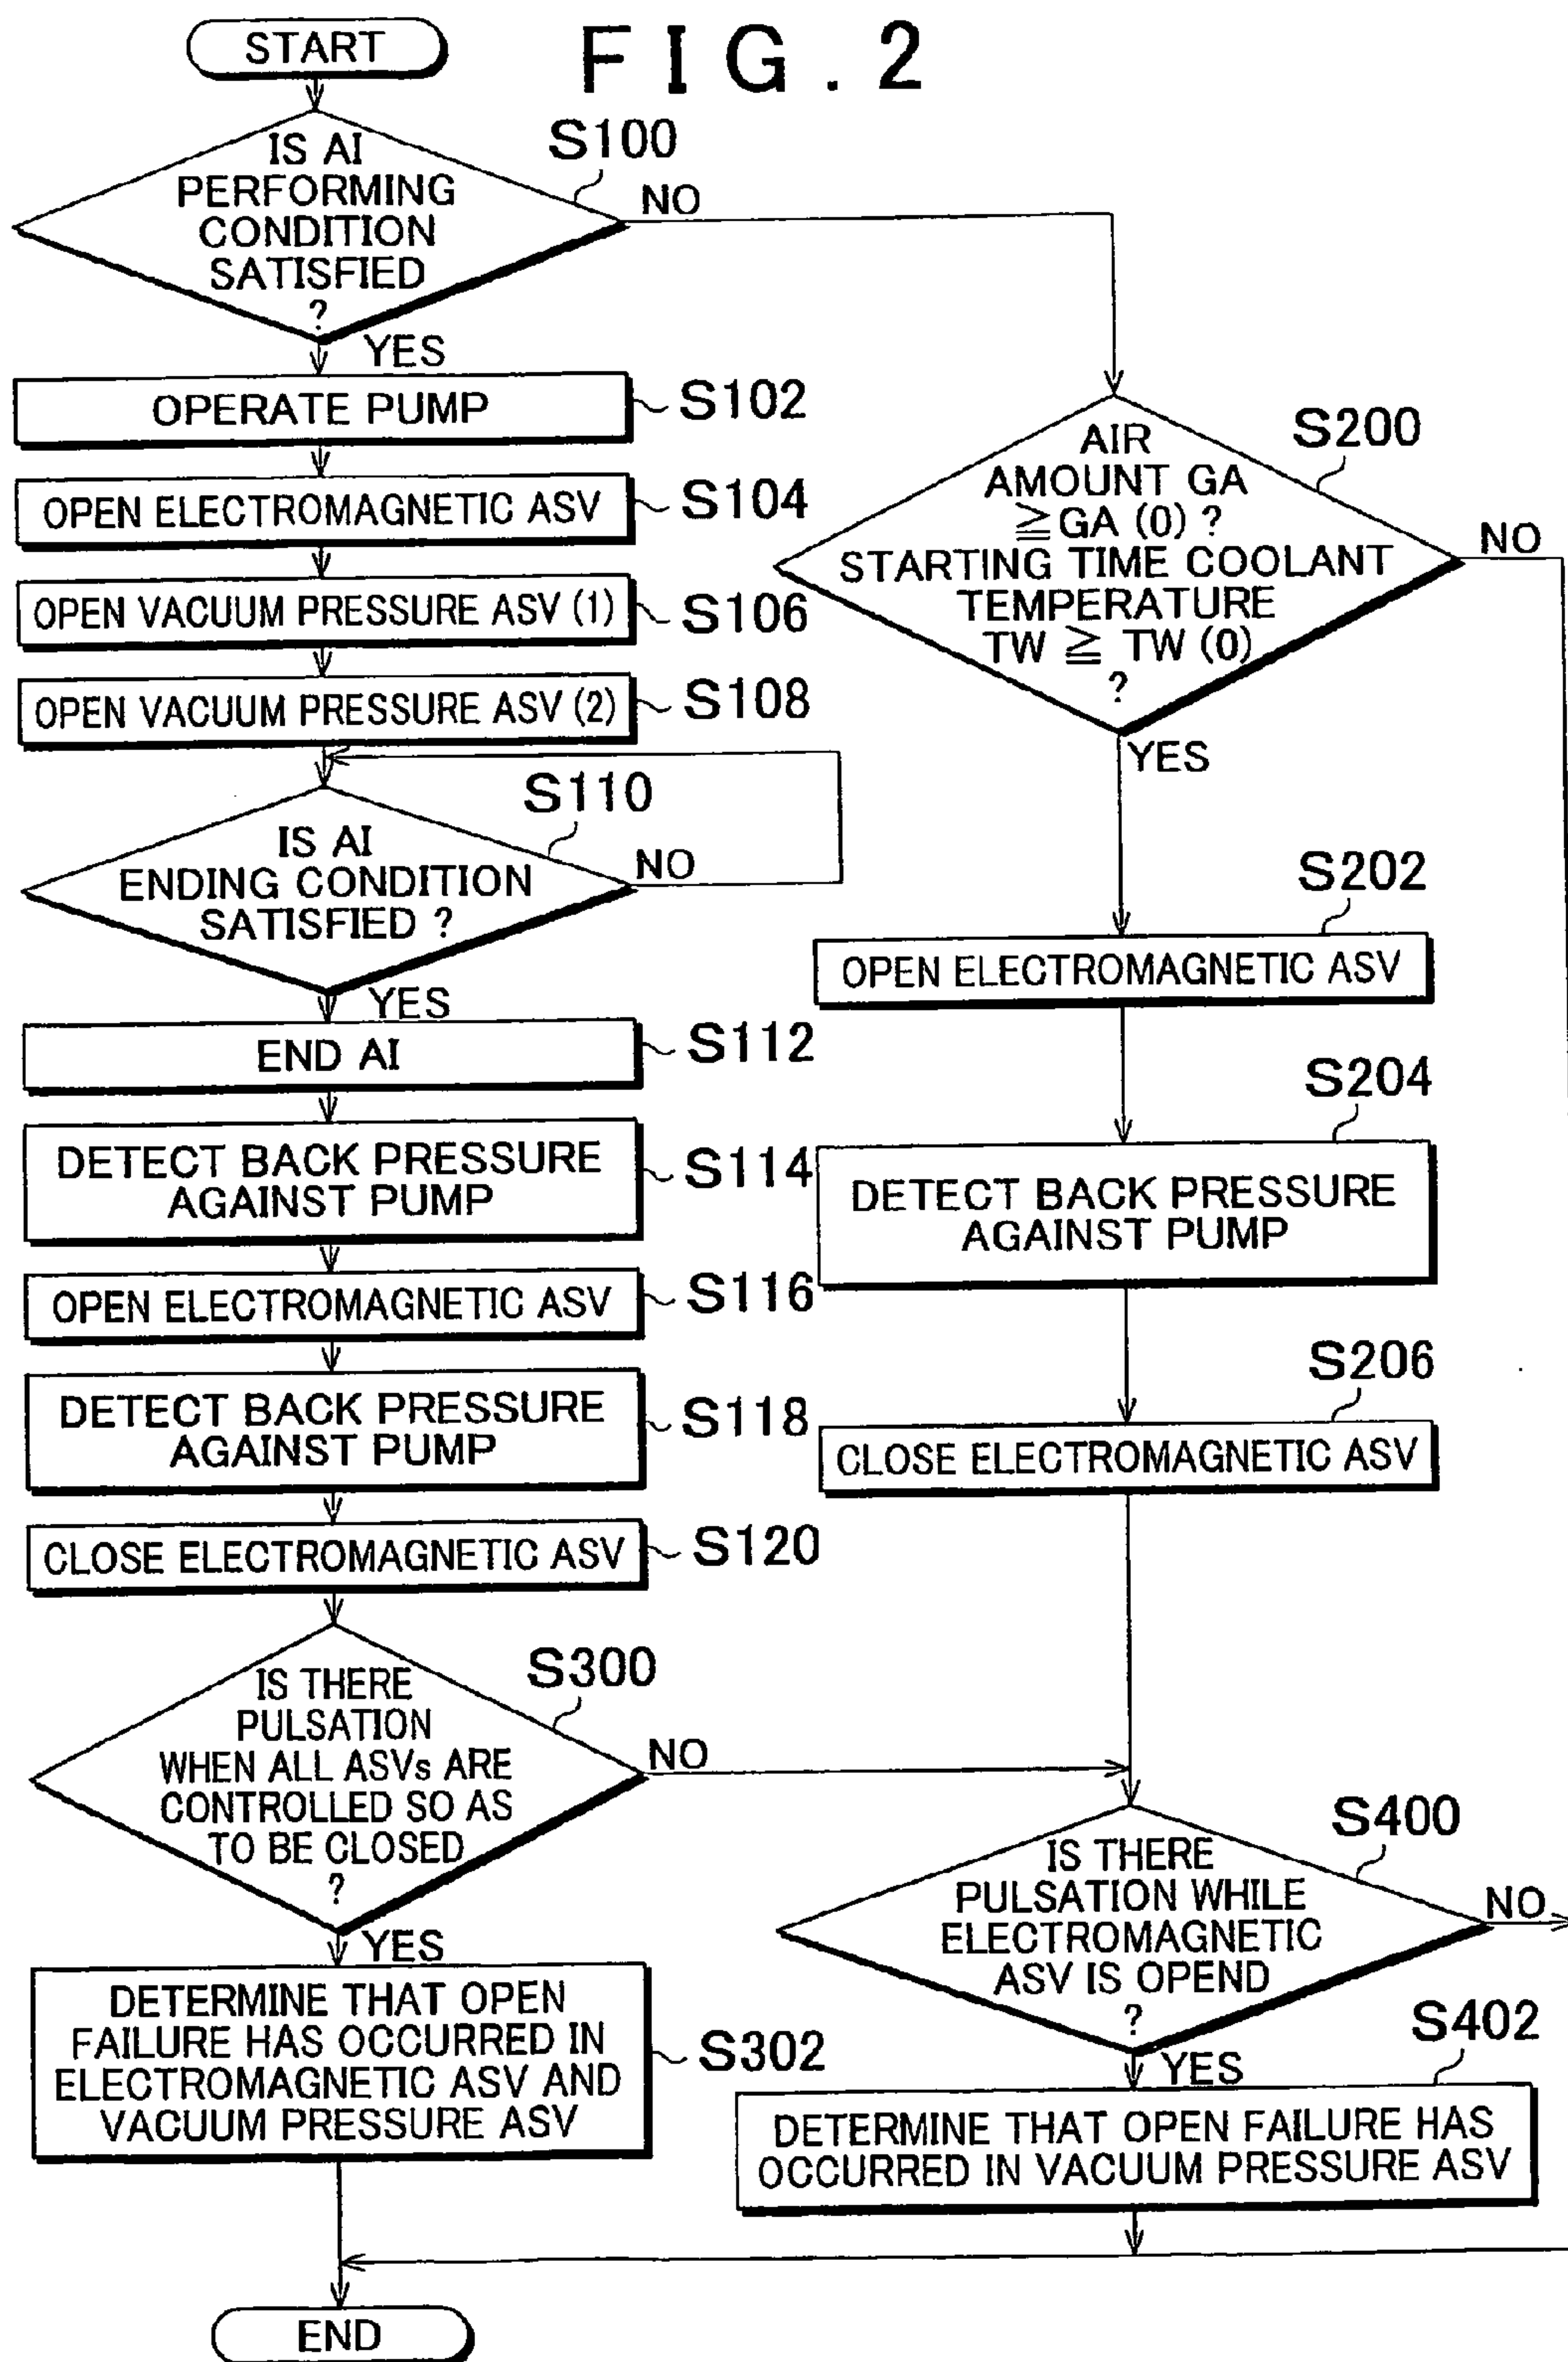 FIG. 2
START
IS AI
PERFORMING
CONDITION
SATISFIED
?
S100
NO
YES
OPERATE PUMP
S102
OPEN ELECTROMAGNETIC ASV
S104
OPEN VACUUM PRESSURE ASV (1)
S106
OPEN VACUUM PRESSURE ASV (2)
S108
IS AI
ENDING CONDITION
SATISFIED ?
S110
NO
YES
END AI
S112
DETECT BACK PRESSURE
AGAINST PUMP
S114
OPEN ELECTROMAGNETIC ASV
S116
DETECT BACK PRESSURE
AGAINST PUMP
S118
CLOSE ELECTROMAGNETIC ASV
S120
IS THERE
PULSATION
WHEN ALL ASVs ARE
CONTROLLED SO AS
TO BE CLOSED
?
S300
NO
YES
DETERMINE THAT OPEN
FAILURE HAS OCCURRED IN
ELECTROMAGNETIC ASV AND
VACUUM PRESSURE ASV
S302
AIR
AMOUNT GA
≧GA (0) ?
STARTING TIME COOLANT
TEMPERATURE
TW ≧ TW (0)
?
S200
NO
YES
S202
OPEN ELECTROMAGNETIC ASV
S204
DETECT BACK PRESSURE
AGAINST PUMP
S206
CLOSE ELECTROMAGNETIC ASV
IS THERE
PULSATION WHILE
ELECTROMAGNETIC
ASV IS OPEND
?
S400
NO
YES
S402
DETERMINE THAT OPEN FAILURE HAS
OCCURRED IN VACUUM PRESSURE ASV
END